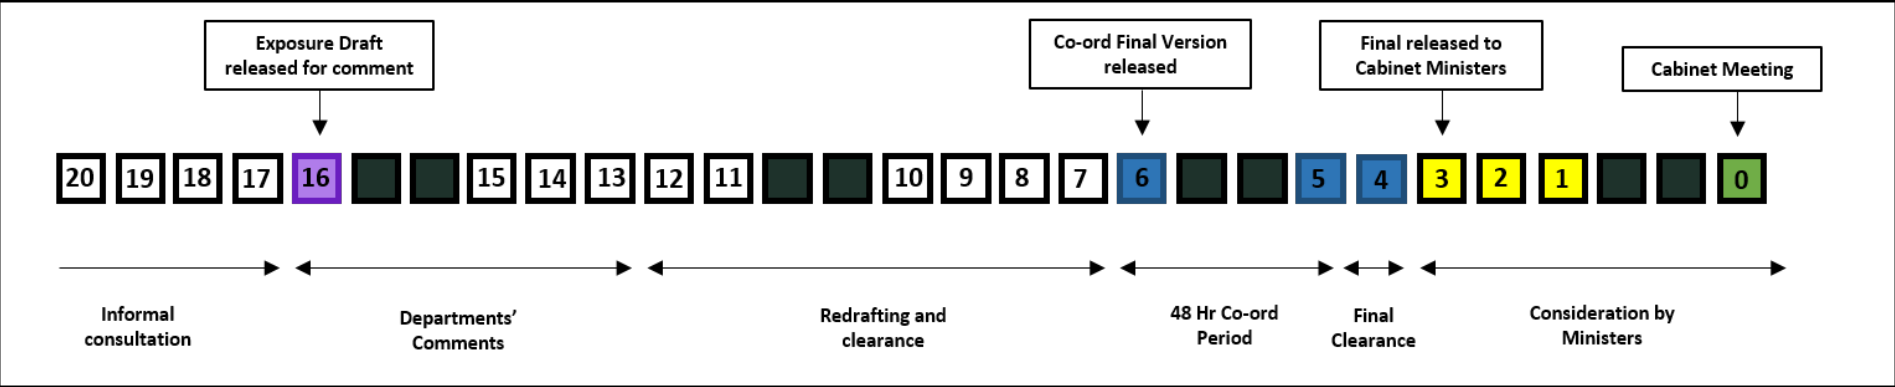 Exposure Draft
released for comment
Co-ord Final Version
released
Final released to
Cabinet Ministers
Cabinet Meeting
20 19 18 17 16 15 14 13 12 11 10 9 8 7 6 5 4 3 2 1 0
Informal
consultation
Departments’
Comments
Redrafting and
clearance
48 Hr Co-ord
Period
Final
Clearance
Consideration by
Ministers